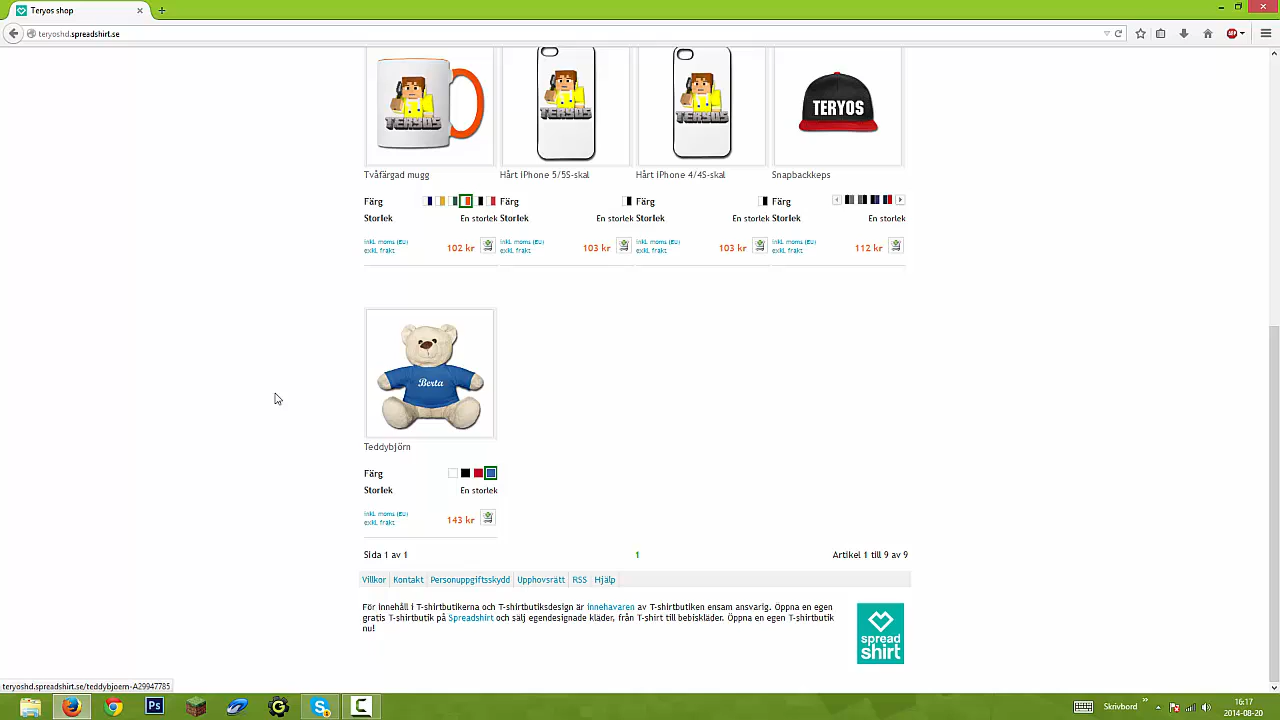 Teryos shop
teryoshd.spreadshirt.se
TERYOS
TERYOS
TERYOS
TERYOS
Tvåfärgad mugg
Hårt iPhone 5/5S-skal
Hårt iPhone 4/4S-skal
Snapbackkeps
Färg
Färg
Färg
Färg
Storlek
En storlek
Storlek
En storlek
Storlek
En storlek
Storlek
En storlek
inkl. moms (EU)
exkl. frakt
102 kr
inkl. moms (EU)
exkl. frakt
103 kr
inkl. moms (EU)
exkl. frakt
103 kr
inkl. moms (EU)
exkl. frakt
112 kr
Berta
Teddybjörn
Färg
Storlek
En storlek
inkl. moms (EU)
exkl. frakt
143 kr
Sida 1 av 1
1
Artikel 1 till 9 av 9
Villkor
Kontakt
Personuppgiftsskydd
Upphovsrätt
RSS
Hjälp
För innehåll i T-shirtbutikerna och T-shirtbutiksdesign är innehavaren av T-shirtbutiken ensam ansvarig. Öppna en egen
gratis T-shirtbutik på Spreadshirt och sälj egendesignade kläder, från T-shirt till bebiskläder. Öppna en egen T-shirtbutik
nu!
spread
shirt
teryoshd.spreadshirt.se/teddybjoern-A29947785
Ps
Skrivbord
16:17
2014-08-20